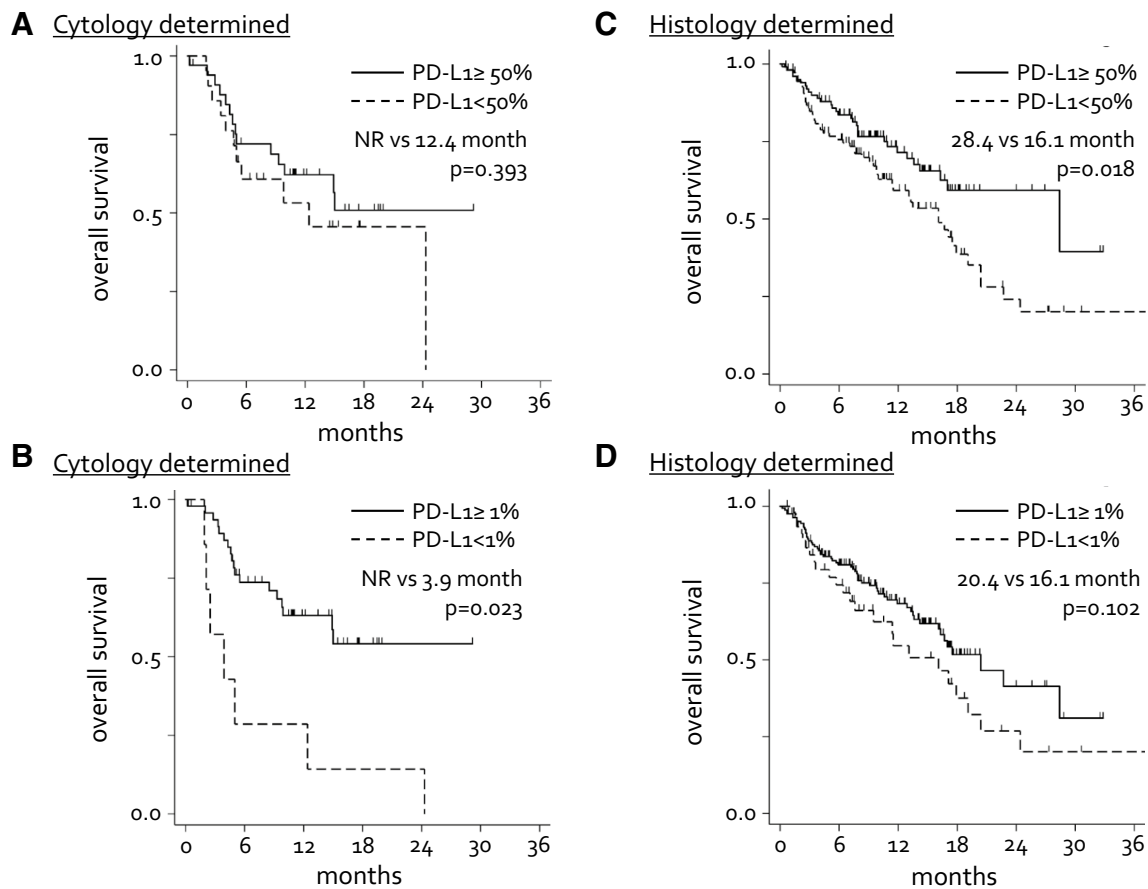 A Cytology determined
1.0
0.5
0.0
overall survival
PD-L1≥ 50%
PD-L1<50%
NR vs 12.4 month
p=0.393
0 6 12 18 24 30 36
months
B Cytology determined
1.0
0.5
0.0
overall survival
PD-L1≥ 1%
PD-L1<1%
NR vs 3.9 month
p=0.023
0 6 12 18 24 30 36
months
C Histology determined
1.0
0.5
0.0
overall survival
PD-L1≥ 50%
PD-L1<50%
28.4 vs 16.1 month
p=0.018
0 6 12 18 24 30 36
months
D Histology determined
1.0
0.5
0.0
overall survival
PD-L1≥ 1%
PD-L1<1%
20.4 vs 16.1 month
p=0.102
0 6 12 18 24 30 36
months